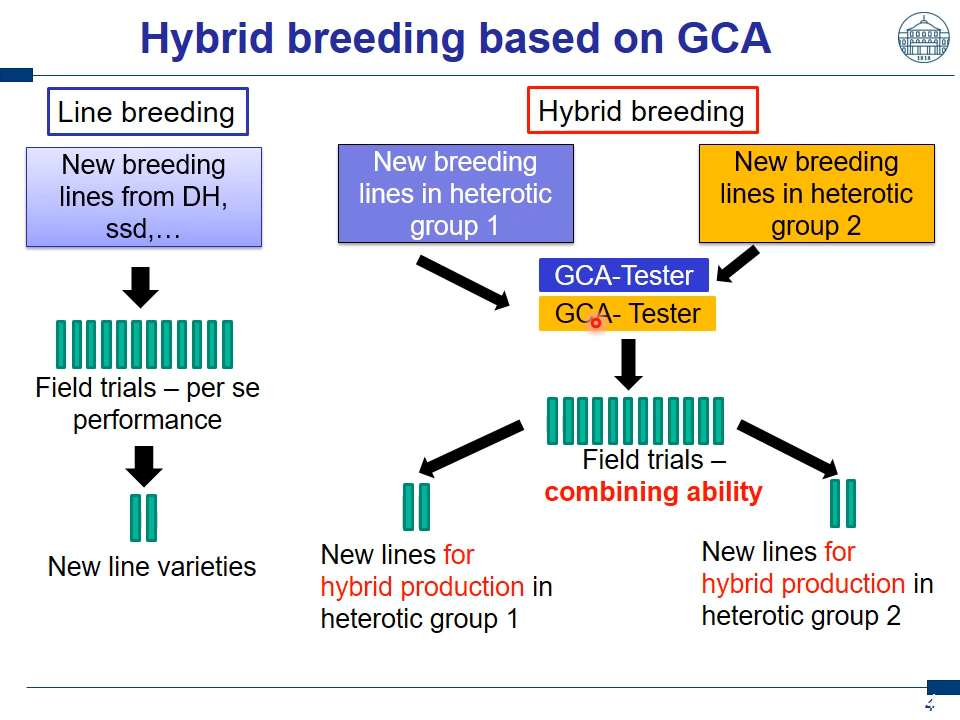 Hybrid breeding based on GCA
1818
Line breeding
New breeding
lines from DH,
ssd,…
Field trials – per se
performance
New line varieties
Hybrid breeding
New breeding
lines in heterotic
group 1
New breeding
lines in heterotic
group 2
GCA-Tester
GCA- Tester
Field trials –
combining ability
New lines for
hybrid production in
heterotic group 1
New lines for
hybrid production in
heterotic group 2
4